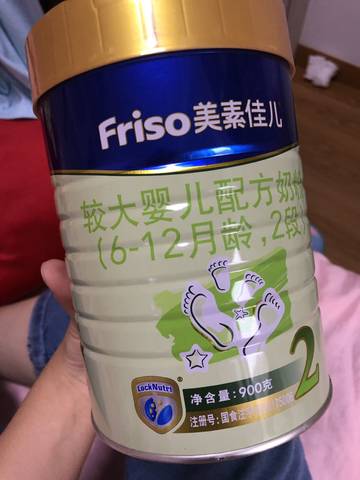 Friso美素佳儿
较大婴儿配方奶粉
(6-12月龄,2段)
2
LockNutri
净含量:900克
注册号:国食注字